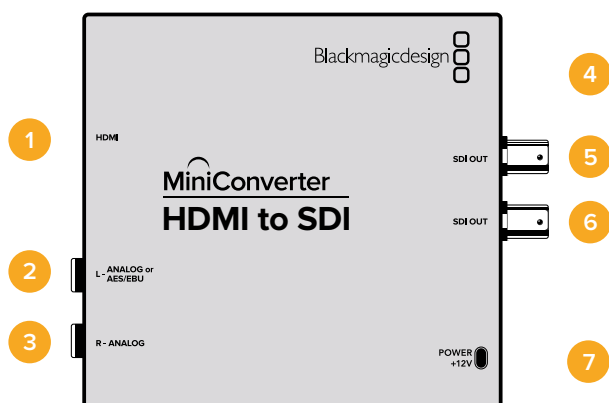 Blackmagicdesign
4
1
HDMI
SDI OUT
5
MiniConverter
HDMI to SDI
SDI OUT
6
2
L - ANALOG or
AES/EBU
3
R - ANALOG
POWER
+12V
7